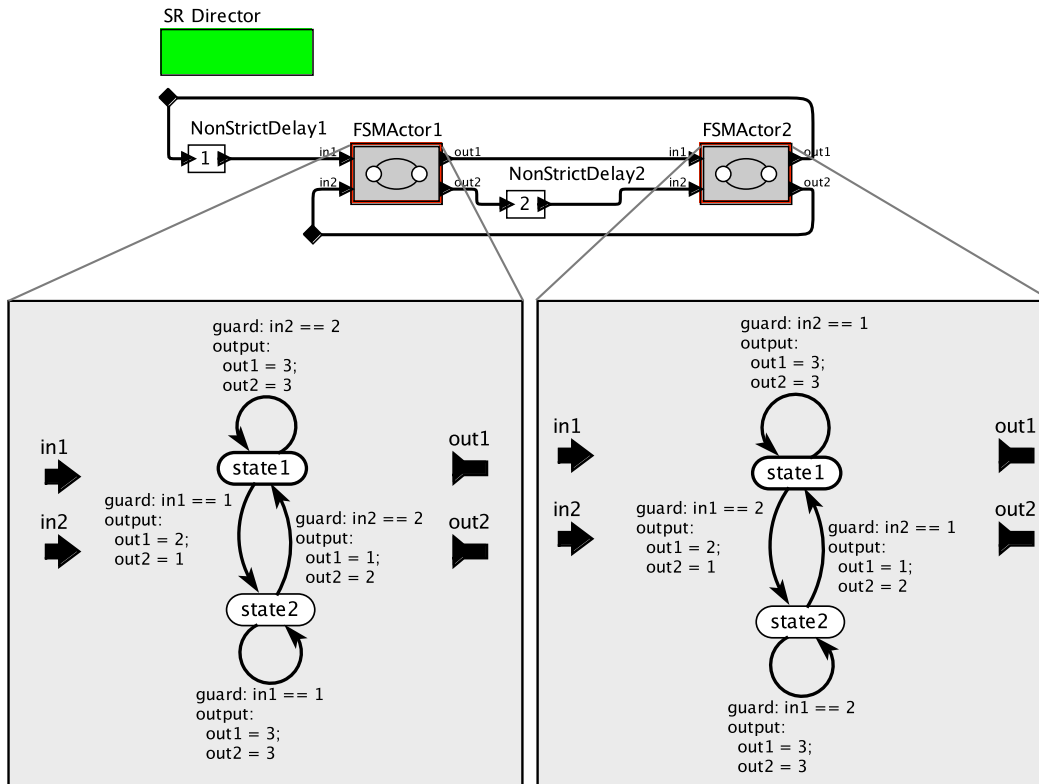 SR Director
NonStrictDelay1
1
FSMActor1
in1
in2
out1
out2
NonStrictDelay2
2
FSMActor2
in1
in2
out1
out2
guard: in2 == 2
output:
out1 = 3;
out2 = 3
in1
in2
state1
out1
out2
guard: in1 == 1
output:
out1 = 2;
out2 = 1
guard: in2 == 2
output:
out1 = 1;
out2 = 2
state2
guard: in1 == 1
output:
out1 = 3;
out2 = 3
guard: in2 == 1
output:
out1 = 3;
out2 = 3
in1
in2
state1
out1
out2
guard: in1 == 2
output:
out1 = 2;
out2 = 1
guard: in2 == 1
output:
out1 = 1;
out2 = 2
state2
guard: in1 == 2
output:
out1 = 3;
out2 = 3